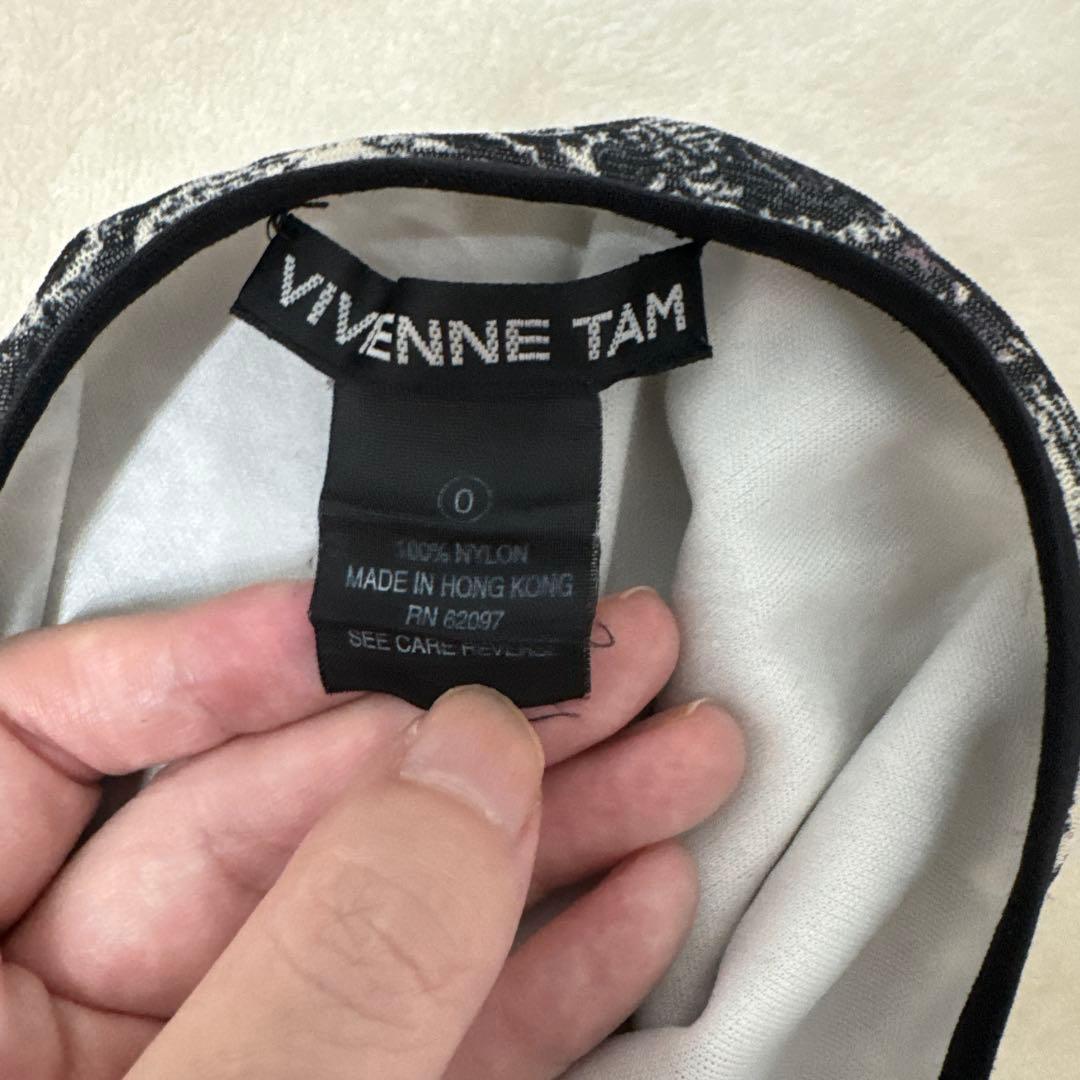 VIVIENNE TAM
0
100% NYLON
MADE IN HONG KONG
RN 62097
SEE CARE REVERSE